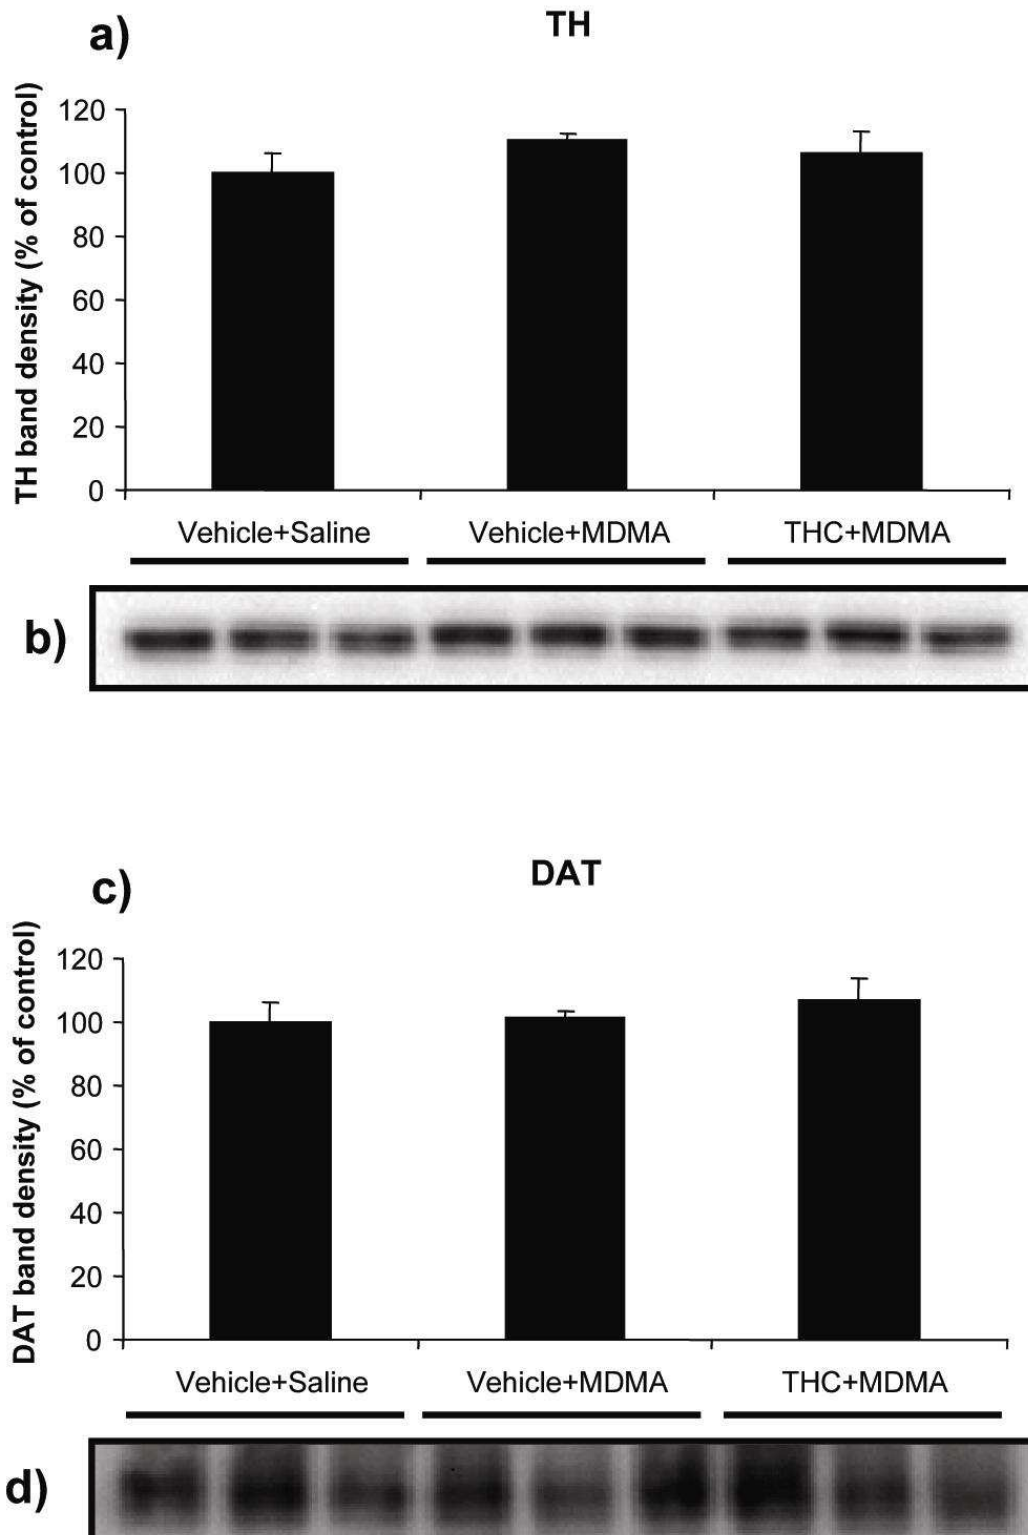 a)
TH
TH band density (% of control)
120
100
80
60
40
20
0
Vehicle+Saline Vehicle+MDMA THC+MDMA
b)
c)
DAT
DAT band density (% of control)
120
100
80
60
40
20
0
Vehicle+Saline Vehicle+MDMA THC+MDMA
d)